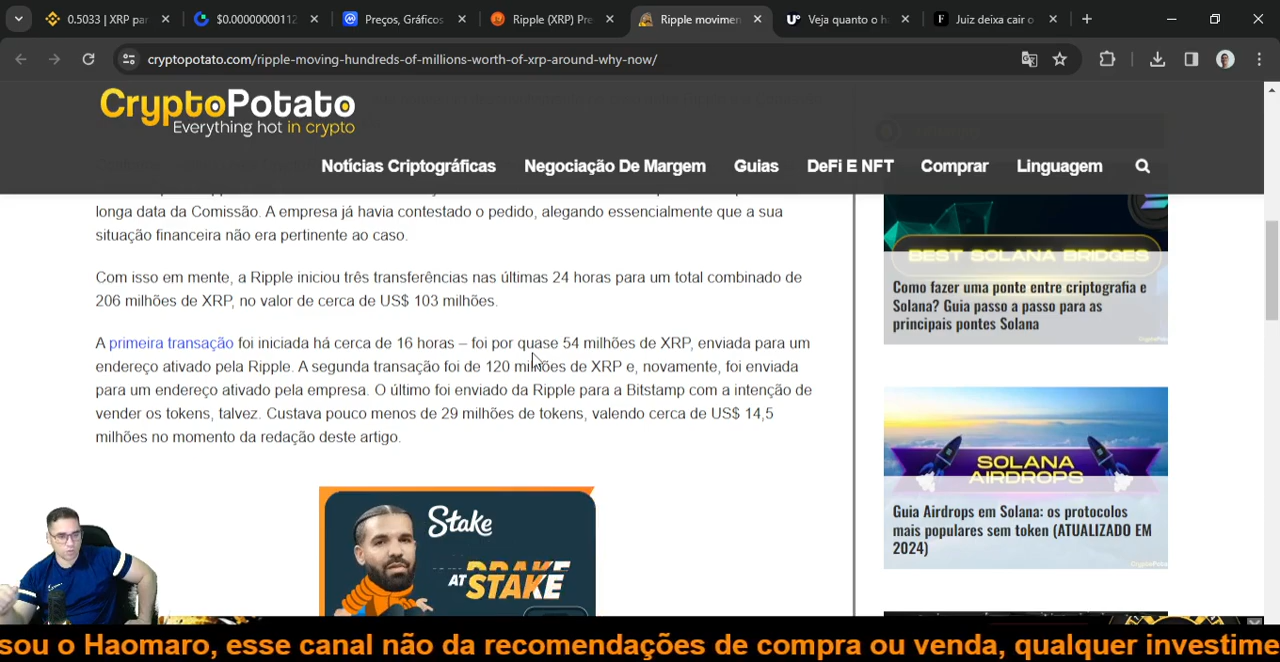 0.5033 | XRP par
$0.0000000112
Preços, Gráficos
Ripple (XRP) Pre
Ripple movimen
Veja quanto o h
Juiz deixa cair o
cryptopotato.com/ripple-moving-hundreds-of-millions-worth-of-xrp-around-why-now/
CryptoPotato
Everything hot in crypto
Notícias Criptográficas
Negociação De Margem
Guias
DeFi E NFT
Comprar
Linguagem
longa data da Comissão. A empresa já havia contestado o pedido, alegando essencialmente que a sua
situação financeira não era pertinente ao caso.
Com isso em mente, a Ripple iniciou três transferências nas últimas 24 horas para um total combinado de
206 milhões de XRP, no valor de cerca de US$ 103 milhões.
A primeira transação foi iniciada há cerca de 16 horas – foi por quase 54 milhões de XRP, enviada para um
endereço ativado pela Ripple. A segunda transação foi de 120 milhões de XRP e, novamente, foi enviada
para um endereço ativado pela empresa. O último foi enviado da Ripple para a Bitstamp com a intenção de
vender os tokens, talvez. Custava pouco menos de 29 milhões de tokens, valendo cerca de US$ 14,5
milhões no momento da redação deste artigo.
Stake
DRAKE
AT STAKE
BEST SOLANA BRIDGES
Como fazer uma ponte entre criptografia e
Solana? Guia passo a passo para as
principais pontes Solana
CryptoPotato
SOLANA
AIRDROPS
Guia Airdrops em Solana: os protocolos
mais populares sem token (ATUALIZADO EM
2024)
CryptoPotato
sou o Haomaro, esse canal não da recomendações de compra ou venda, qualquer investime